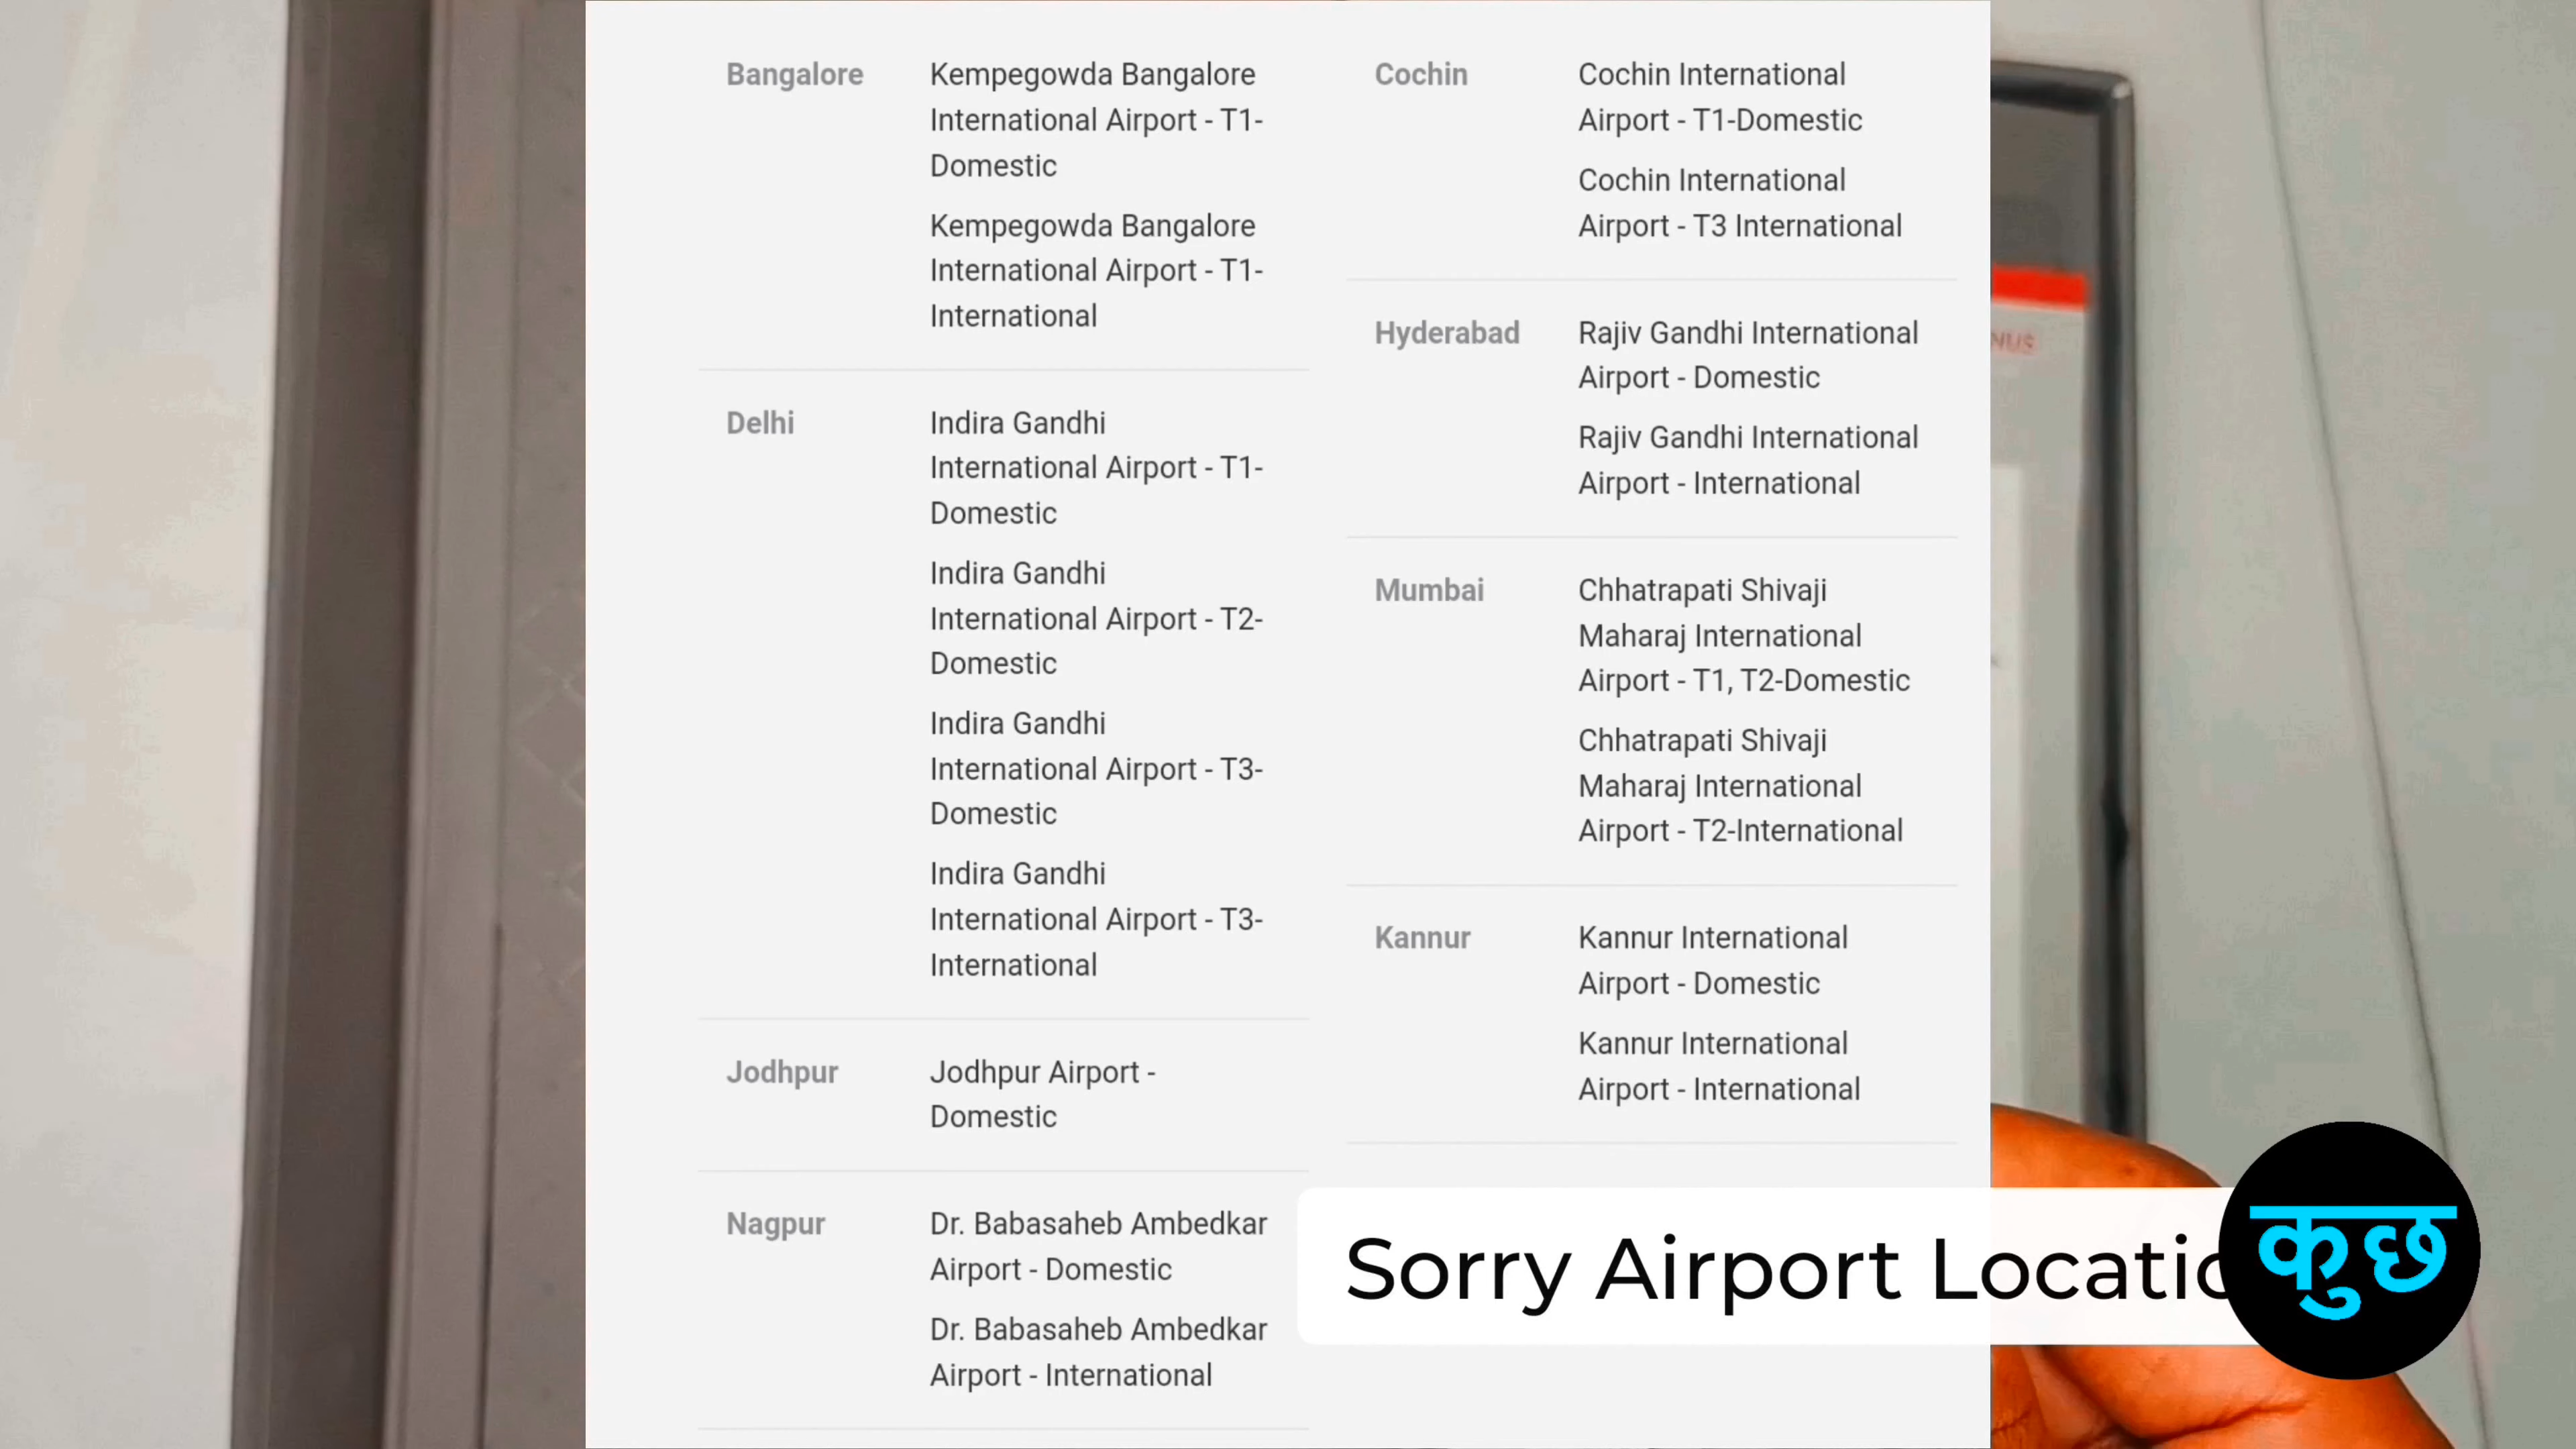 Bangalore
Kempegowda Bangalore
International Airport - T1-
Domestic
Kempegowda Bangalore
International Airport - T1-
International
Delhi
Indira Gandhi
International Airport - T1-
Domestic
Indira Gandhi
International Airport - T2-
Domestic
Indira Gandhi
International Airport - T3-
Domestic
Indira Gandhi
International Airport - T3-
International
Jodhpur
Jodhpur Airport -
Domestic
Nagpur
Dr. Babasaheb Ambedkar
Airport - Domestic
Dr. Babasaheb Ambedkar
Airport - International
Cochin
Cochin International
Airport - T1-Domestic
Cochin International
Airport - T3 International
Hyderabad
Rajiv Gandhi International
Airport - Domestic
Rajiv Gandhi International
Airport - International
Mumbai
Chhatrapati Shivaji
Maharaj International
Airport - T1, T2-Domestic
Chhatrapati Shivaji
Maharaj International
Airport - T2-International
Kannur
Kannur International
Airport - Domestic
Kannur International
Airport - International
Sorry Airport
कुछ